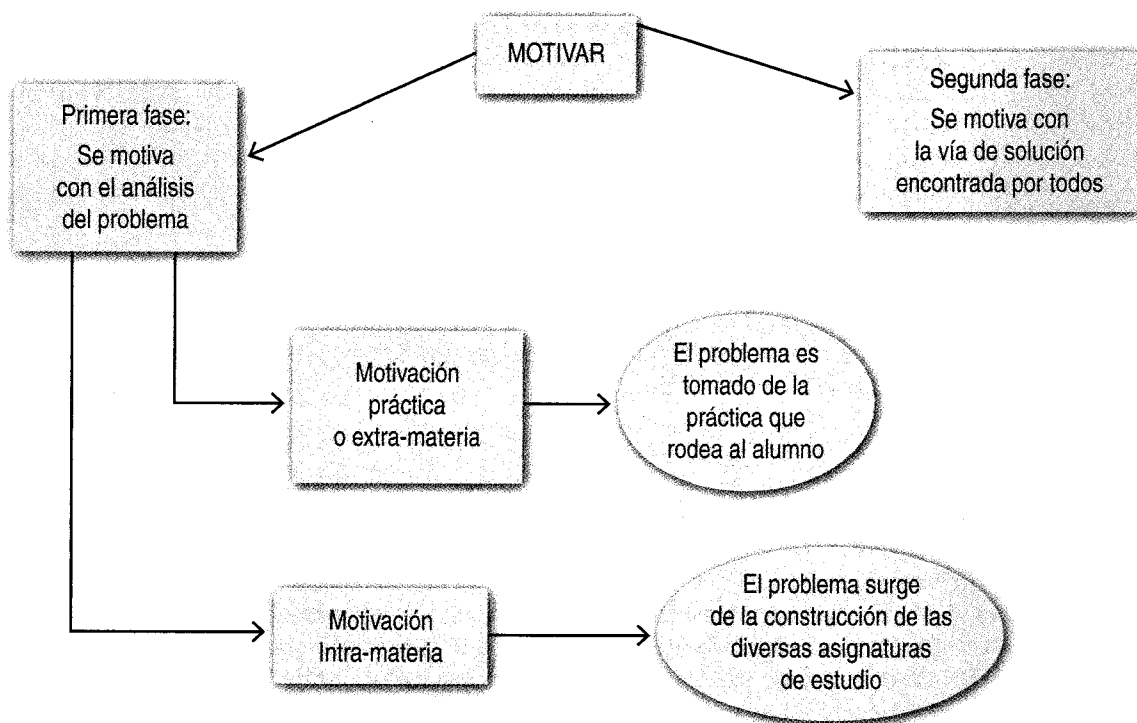 MOTIVAR
Primera fase:
Se motiva
con el análisis
del problema
Segunda fase:
Se motiva con
la vía de solución
encontrada por todos
Motivación
práctica
o extra-materia
El problema es
tomado de la
práctica que
rodea al alumno
Motivación
Intra-materia
El problema surge
de la construcción de las
diversas asignaturas
de estudio